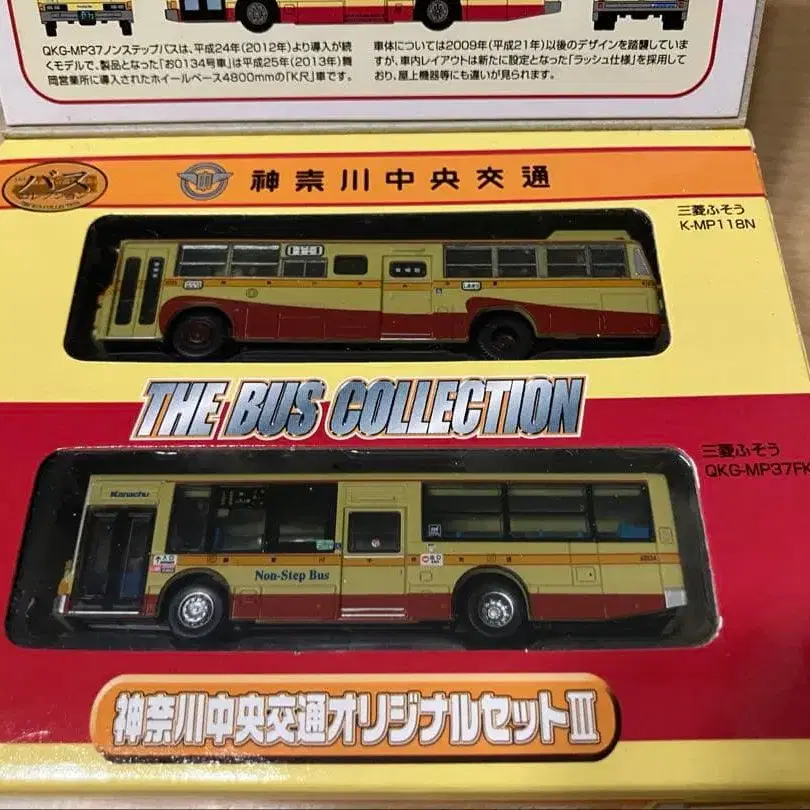 QKG-MP37ノンステップバスは、平成24年(2012年)より導入が続
くモデルで、製品となった「お0134号車」は平成25年(2013年)舞
岡営業所に導入されたホイールベース4800mmの「K尺」車です。
車体については2009年(平成21年)以後のデザインを踏襲していま
すが、車内レイアウトは新たに設定となった「ラッシュ仕様」を採用して
おり、屋上機器等にも違いが見られます。
バス
コレクション
THE BUS COLLECTION
神奈川中央交通
三菱ふそう
K-MP118N
THE BUS COLLECTION
三菱ふそう
QKG-MP37FK
Kanachu
Non-Step Bus
神奈川中央交通オリジナルセットIII